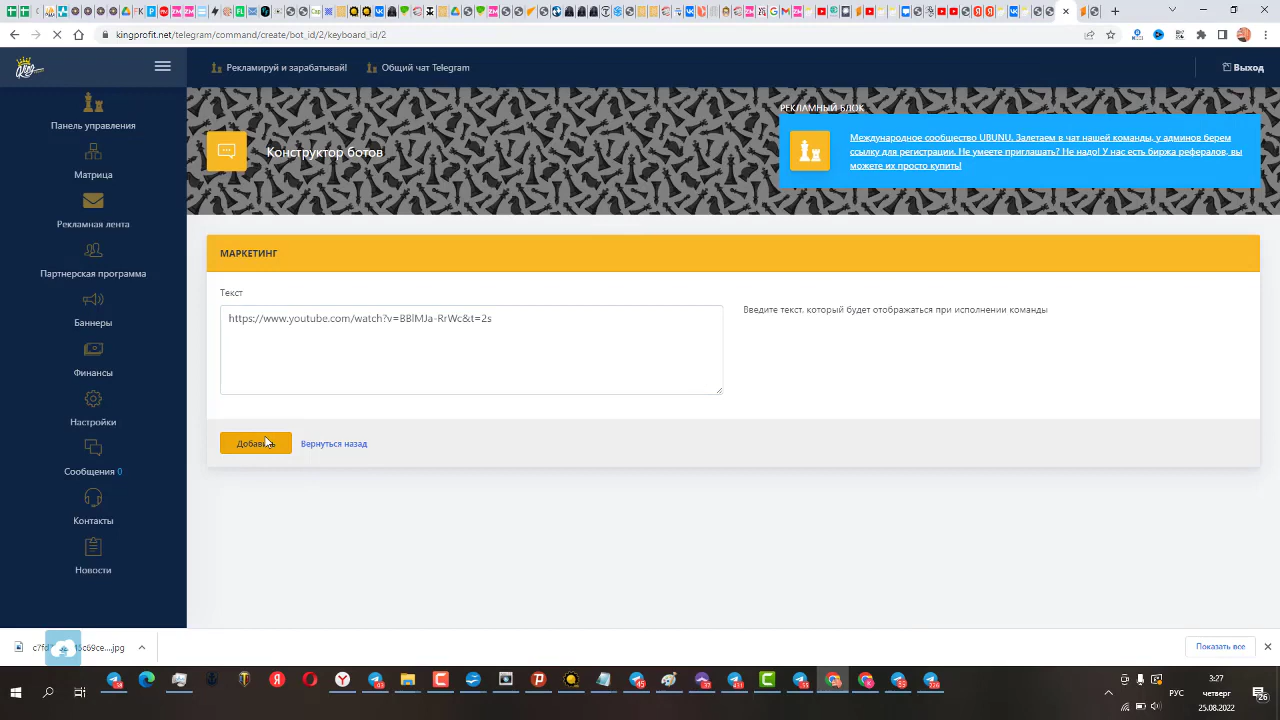 kingprofit.net/telegram/command/create/bot_id/2/keyboard_id/2
Рекламируй и зарабатывай!
Общий чат Telegram
Выход
Панель управления
Матрица
Рекламная лента
Партнерская программа
Баннеры
Финансы
Настройки
Сообщения 0
Контакты
Новости
Конструктор ботов
РЕКЛАМНЫЙ БЛОК
Международное сообщество UBUNU. Залетаем в чат нашей команды, у админов берем
ссылку для регистрации. Не умеете приглашать? Не надо! У нас есть биржа рефералов, вы
можете их просто купить!
МАРКЕТИНГ
Текст
https://www.youtube.com/watch?v=BBlMJa-RrWc&t=2s
Введите текст, который будет отображаться при исполнении команды
Добавить
Вернуться назад
Показать все
РУС
3:27
четверг
25.08.2022